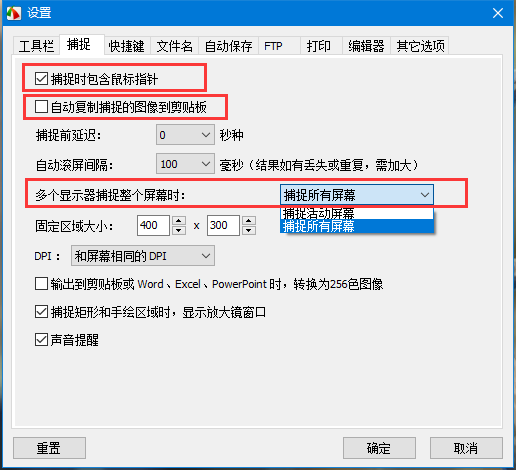 设置
工具栏 捕捉 快捷键 文件名 自动保存 FTP 打印 编辑器 其它选项
捕捉时包含鼠标指针
自动复制捕捉的图像到剪贴板
捕捉前延迟： 0 秒种
自动滚屏间隔： 100 毫秒（结果如有丢失或重复，需加大）
多个显示器捕捉整个屏幕时： 捕捉所有屏幕
捕捉活动屏幕
捕捉所有屏幕
固定区域大小： 400 x 300
DPI： 和屏幕相同的DPI
输出到剪贴板或 Word、Excel、PowerPoint 时，转换为256色图像
捕捉矩形和手绘区域时，显示放大镜窗口
声音提醒
重置 确定 取消